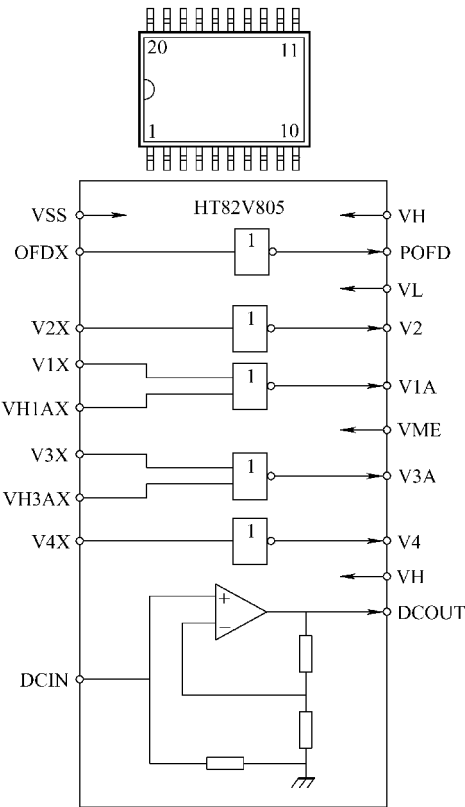 20 11
1 10
HT82V805
VSS VH
OFDX 1 POFD
VL
V2X 1 V2
V1X 1
V1A
VH1AX
VME
V3X 1
V3A
VH3AX
V4X 1 V4
VH
+ DCOUT
−
DCIN